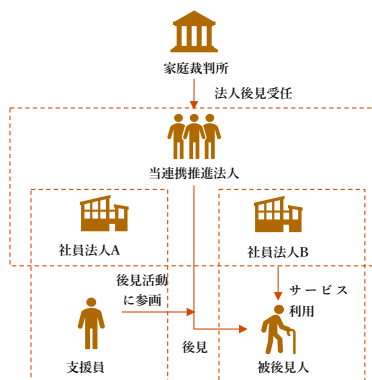 家庭裁判所
法人後見受任
当連携推進法人
社員法人A
社員法人B
後見活動
に参画
サービス
利用
後見
支援員
被後見人